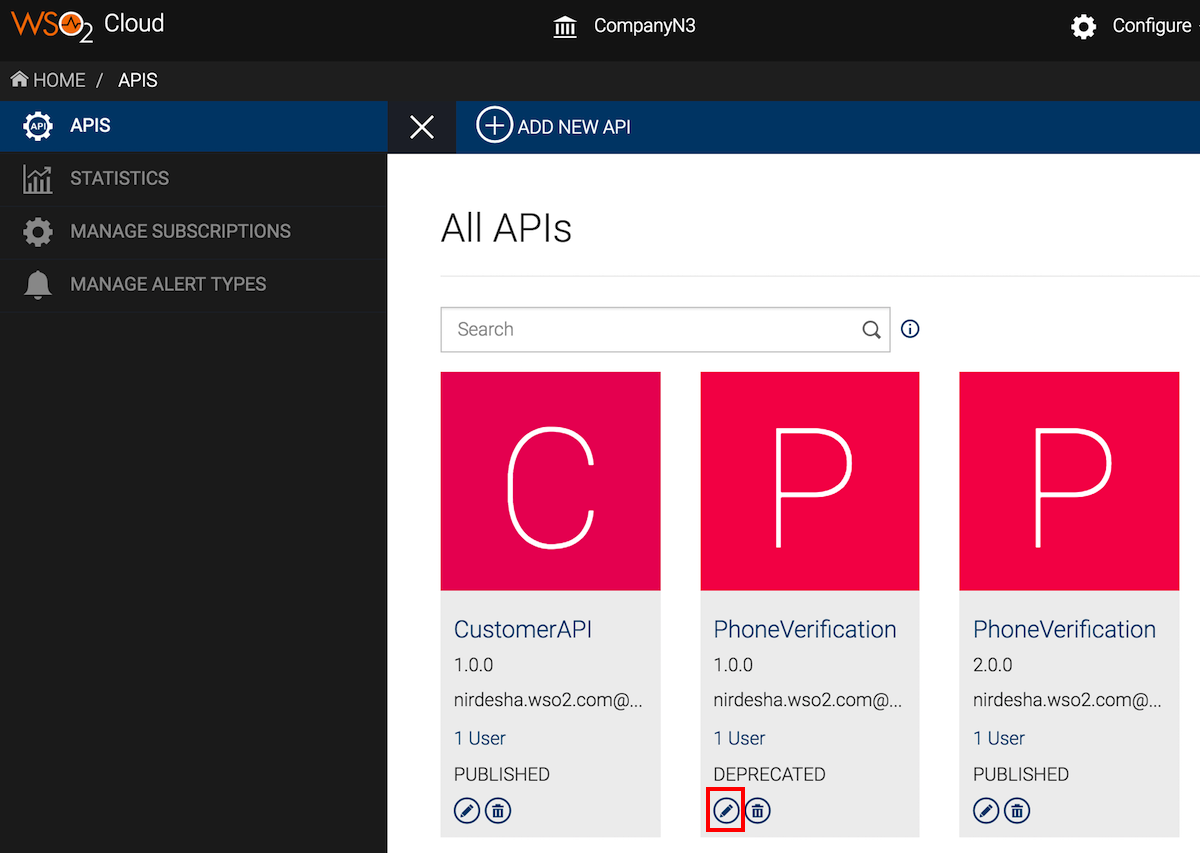 WSO2 Cloud
CompanyN3
Configure
HOME / APIS
API APIS
ADD NEW API
STATISTICS
MANAGE SUBSCRIPTIONS
MANAGE ALERT TYPES
All APIs
Search
C
P
P
CustomerAPI
1.0.0
nirdesha.wso2.com@...
1 User
PUBLISHED
PhoneVerification
1.0.0
nirdesha.wso2.com@...
1 User
DEPRECATED
PhoneVerification
2.0.0
nirdesha.wso2.com@...
1 User
PUBLISHED